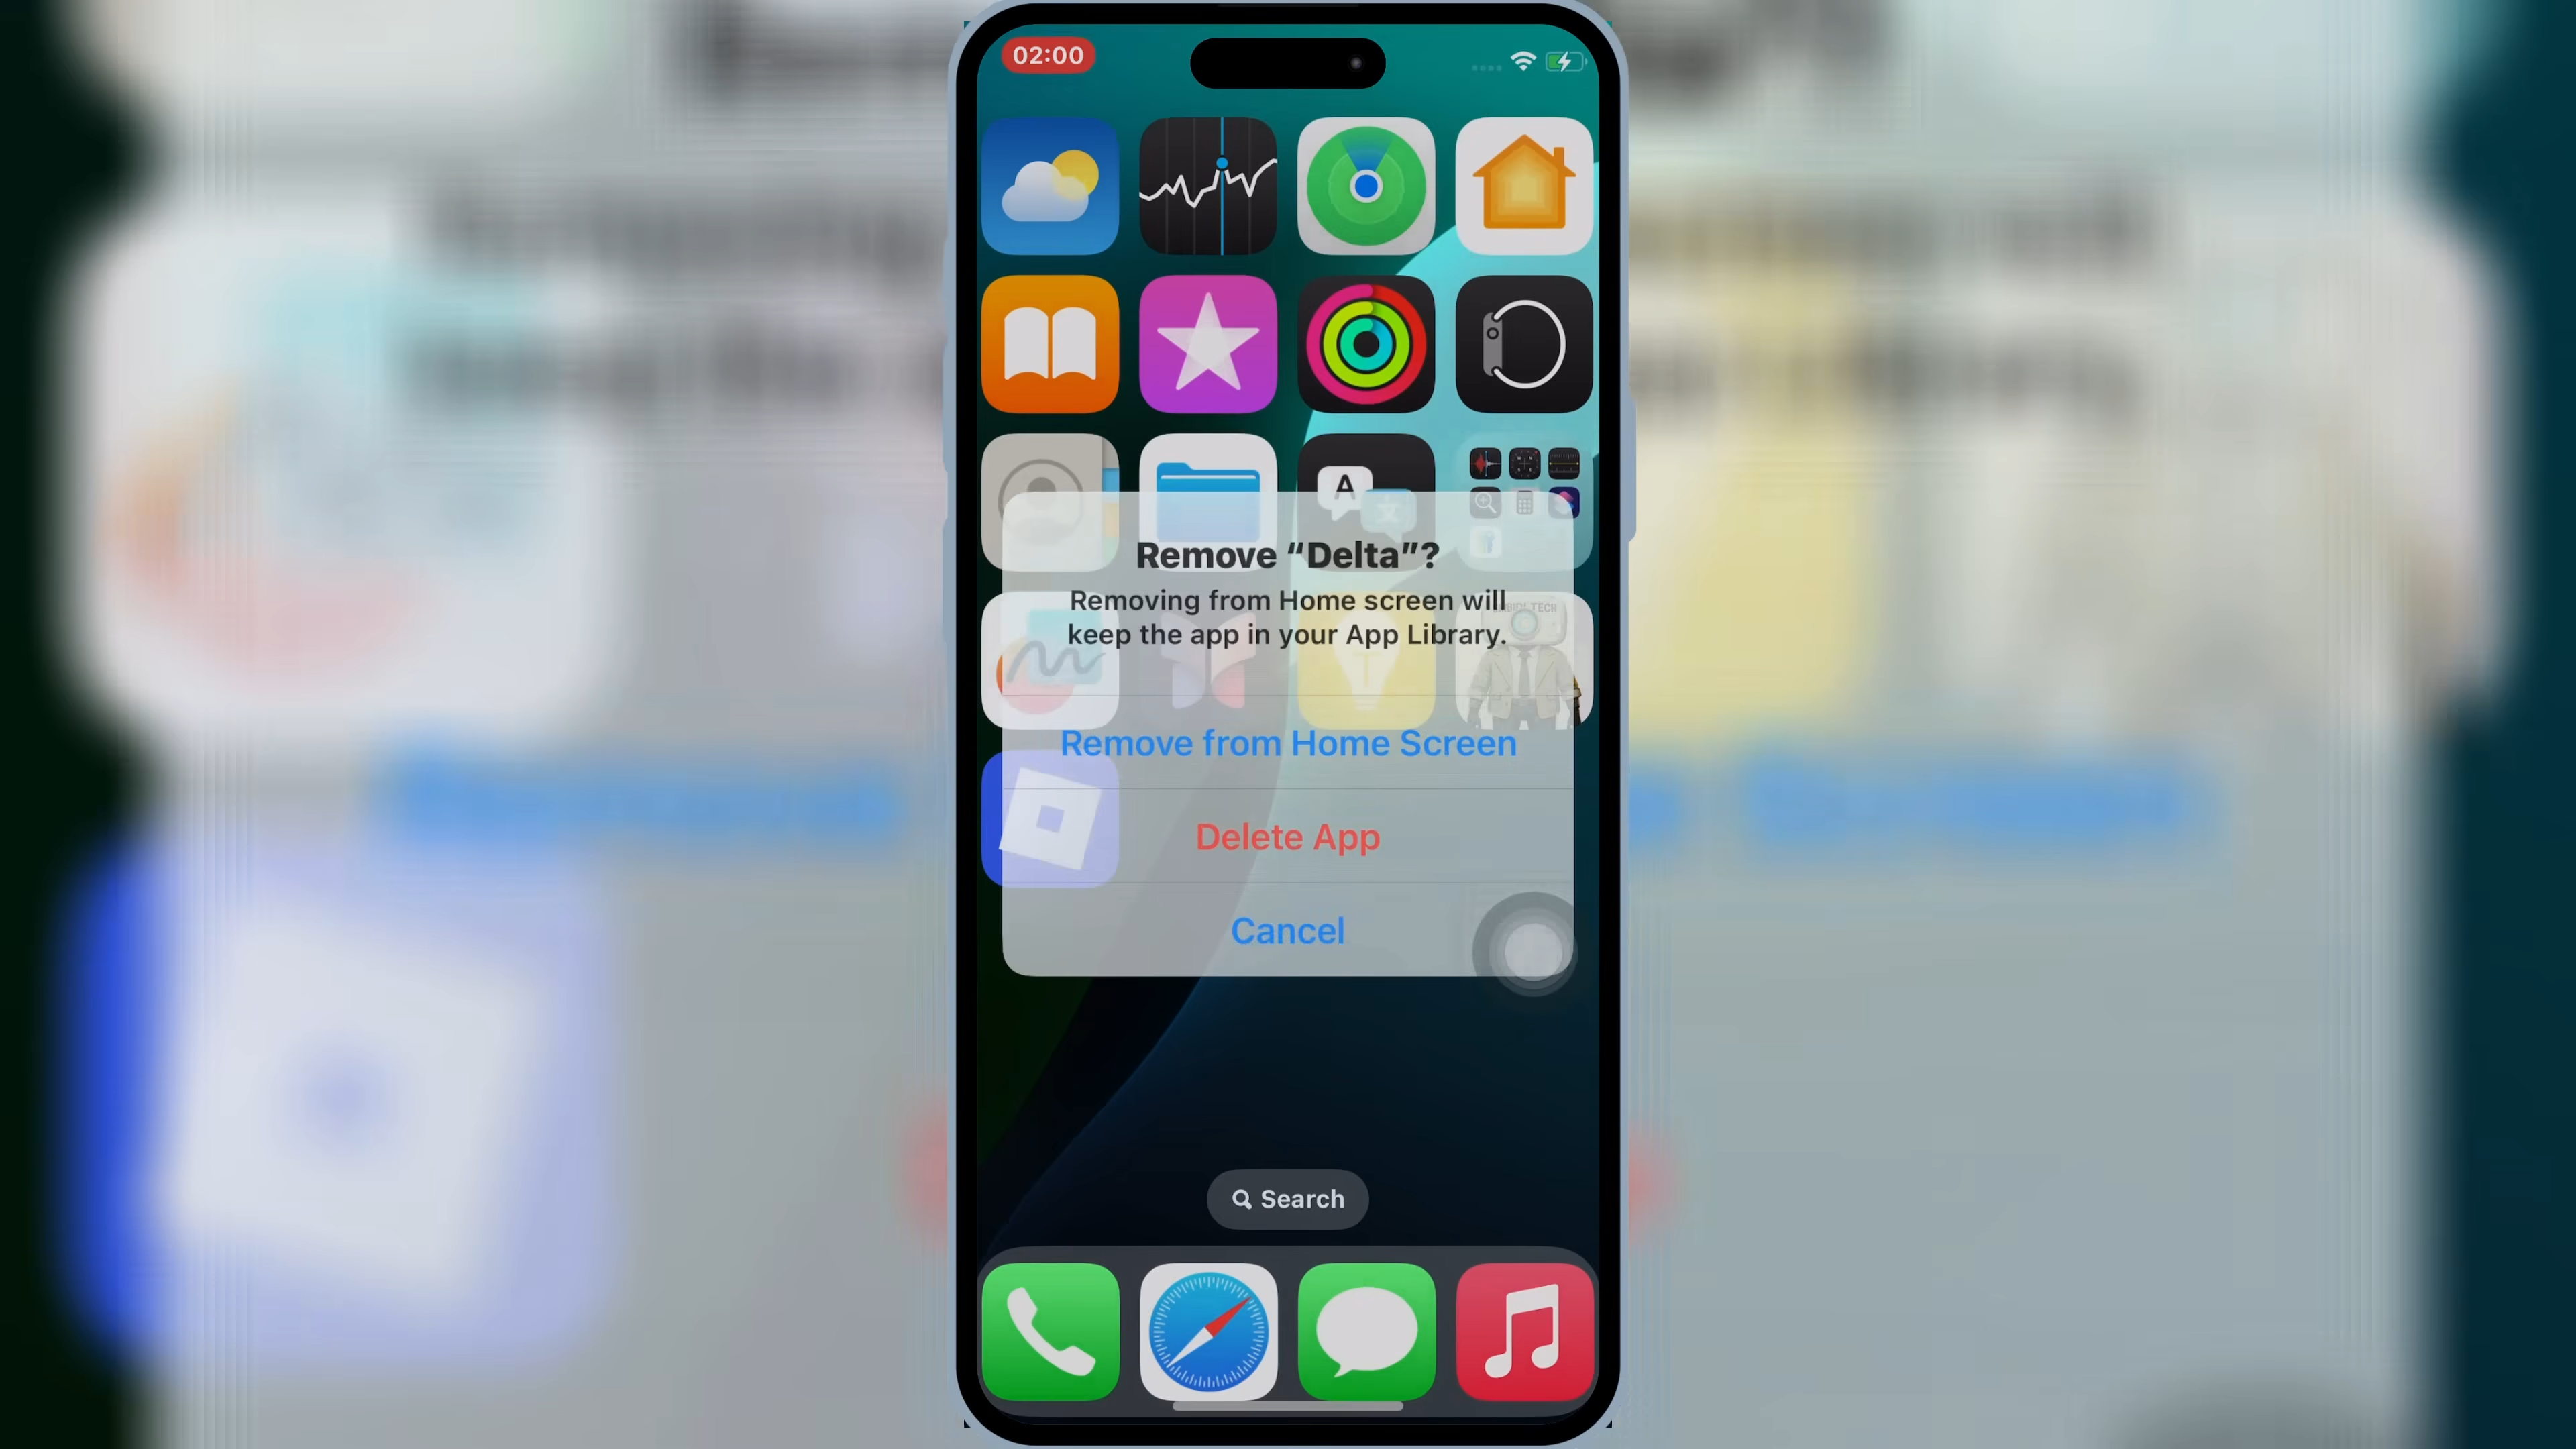 02:00
A
文
Remove “Delta”?
Removing from Home screen will
keep the app in your App Library.
Remove from Home Screen
Delete App
Cancel
Search